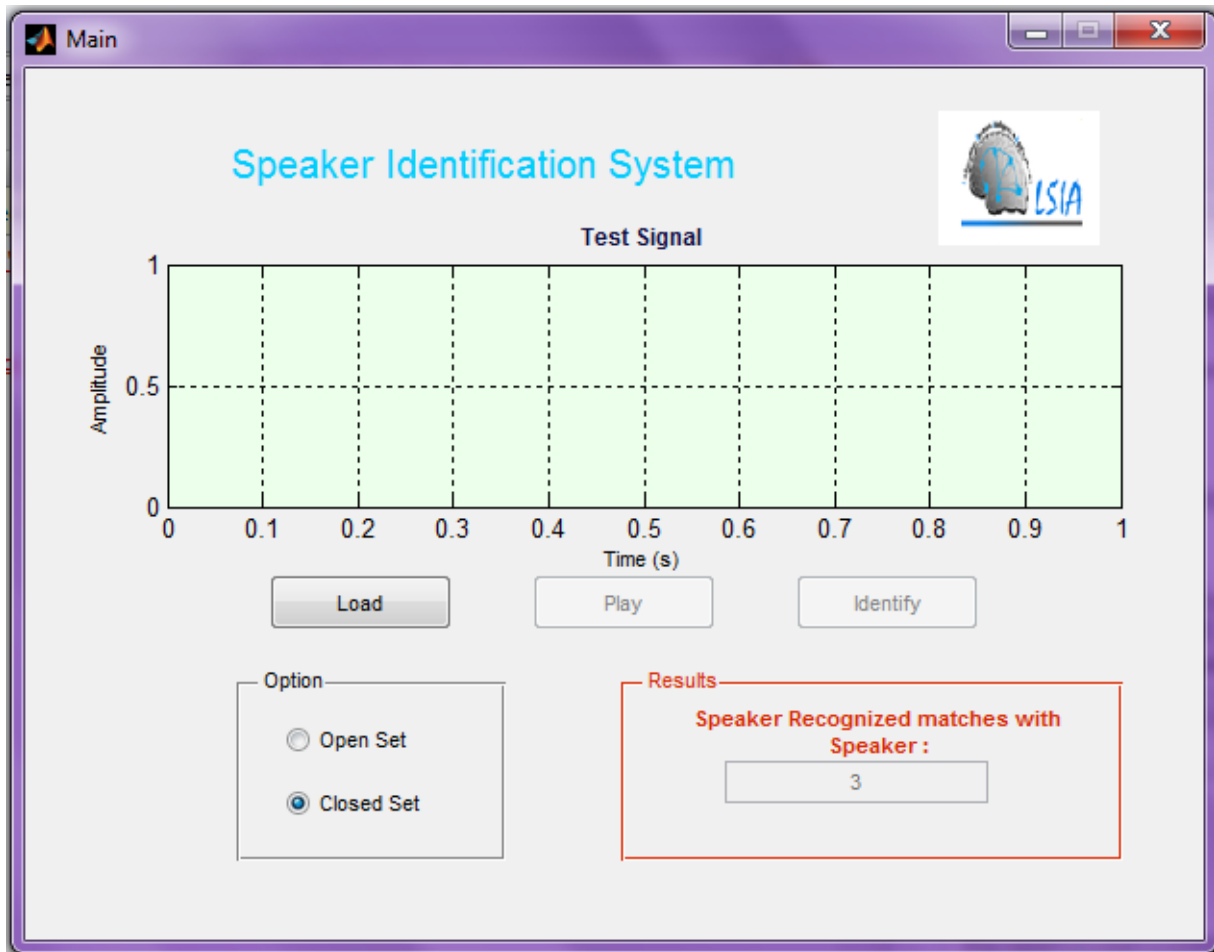 Main
Speaker Identification System
LSIA
Test Signal
1
0.5
0
Amplitude
0 0.1 0.2 0.3 0.4 0.5 0.6 0.7 0.8 0.9 1
Time (s)
Load Play Identify
Option
Open Set
Closed Set
Results
Speaker Recognized matches with
Speaker :
3